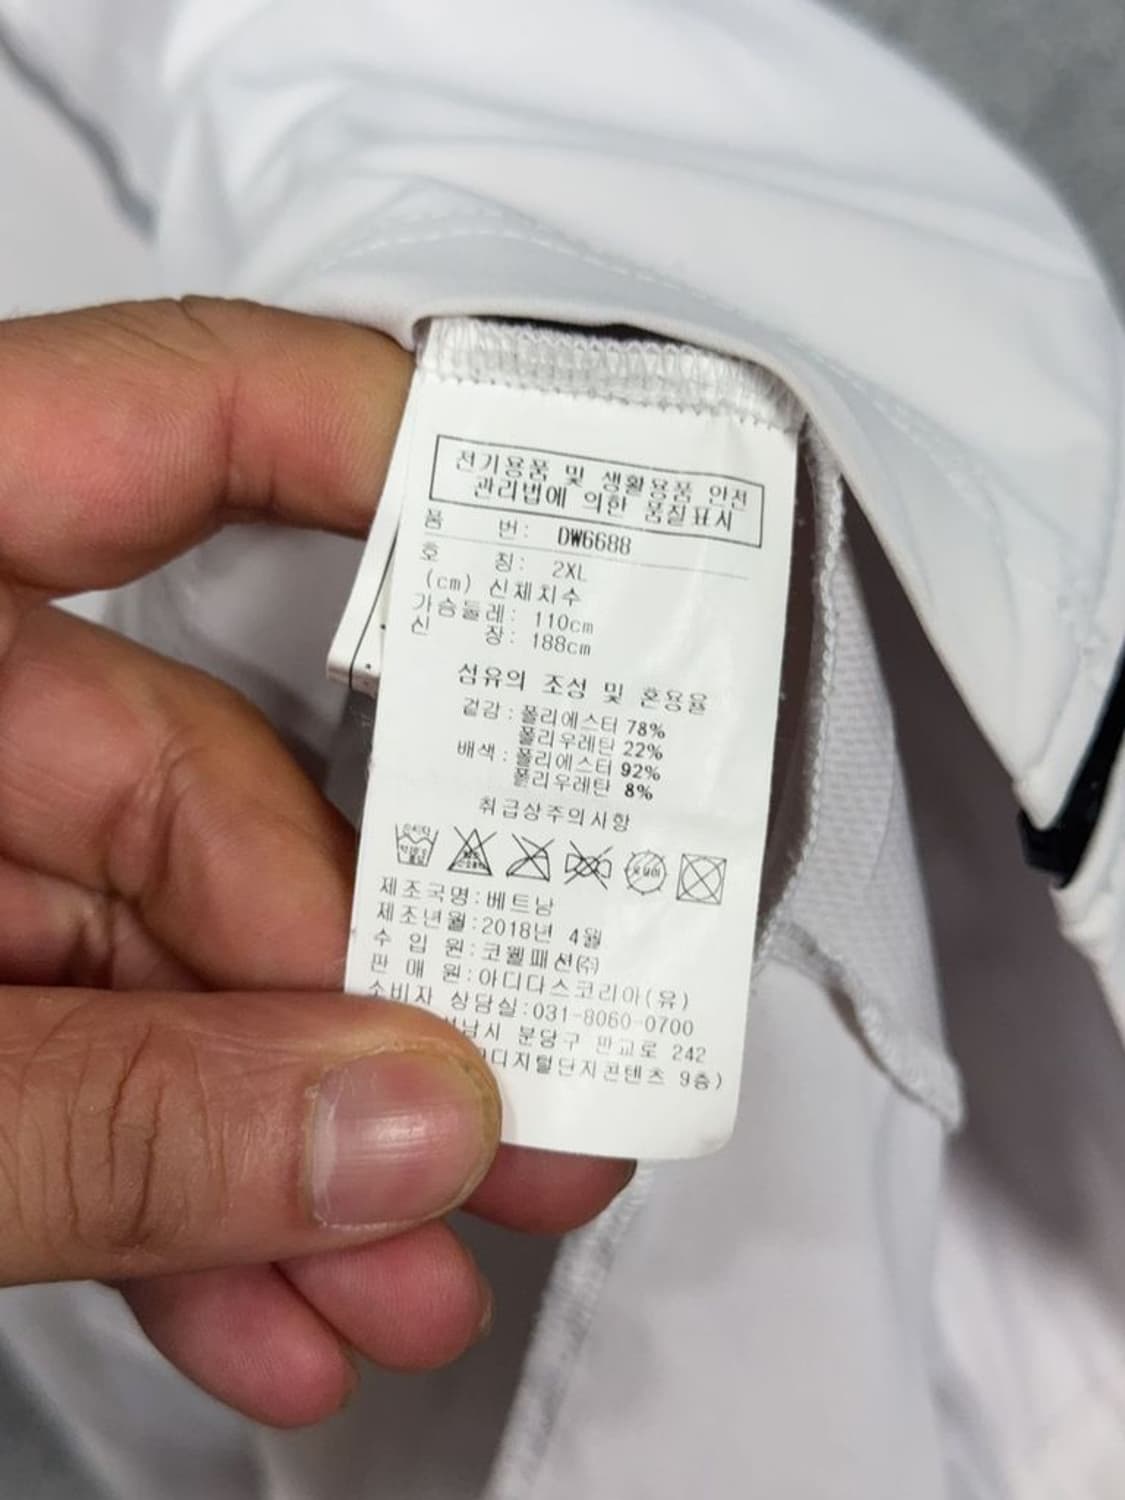 전기용품 및 생활용품 안전
관리법에 의한 품질표시
품 번: DW6688
호 칭: 2XL
(cm) 신체치수
가슴둘레: 110cm
신 장: 188cm
섬유의 조성 및 혼용율
겉감: 폴리에스터 78%
폴리우레탄 22%
배색: 폴리에스터 92%
폴리우레탄 8%
취급상주의사항
제조국명:베트남
제조년월:2018년 4월
수 입 원:코웰패션(주)
판 매 원:아디다스코리아(유)
소비자 상담실:031-8060-0700
분당구 판교로 242
디지털단지콘텐츠 9층)